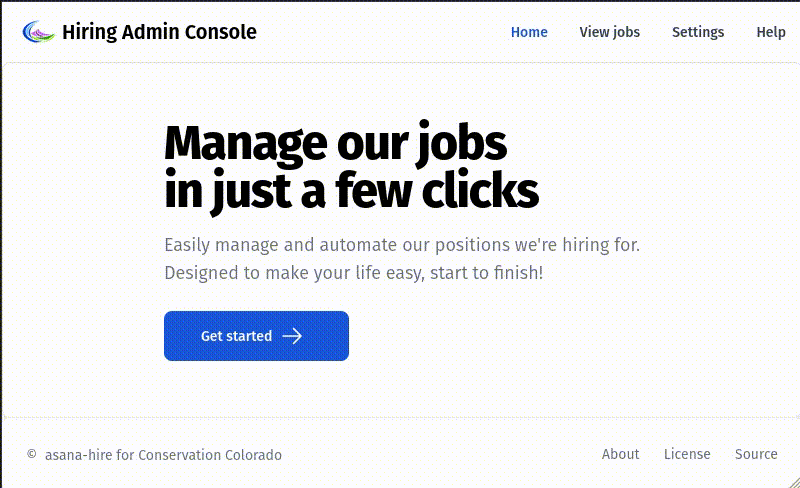 Hiring Admin Console
Home View jobs Settings Help
Manage our jobs
in just a few clicks
Easily manage and automate our positions we're hiring for.
Designed to make your life easy, start to finish!
Get started
© asana-hire for Conservation Colorado
About License Source